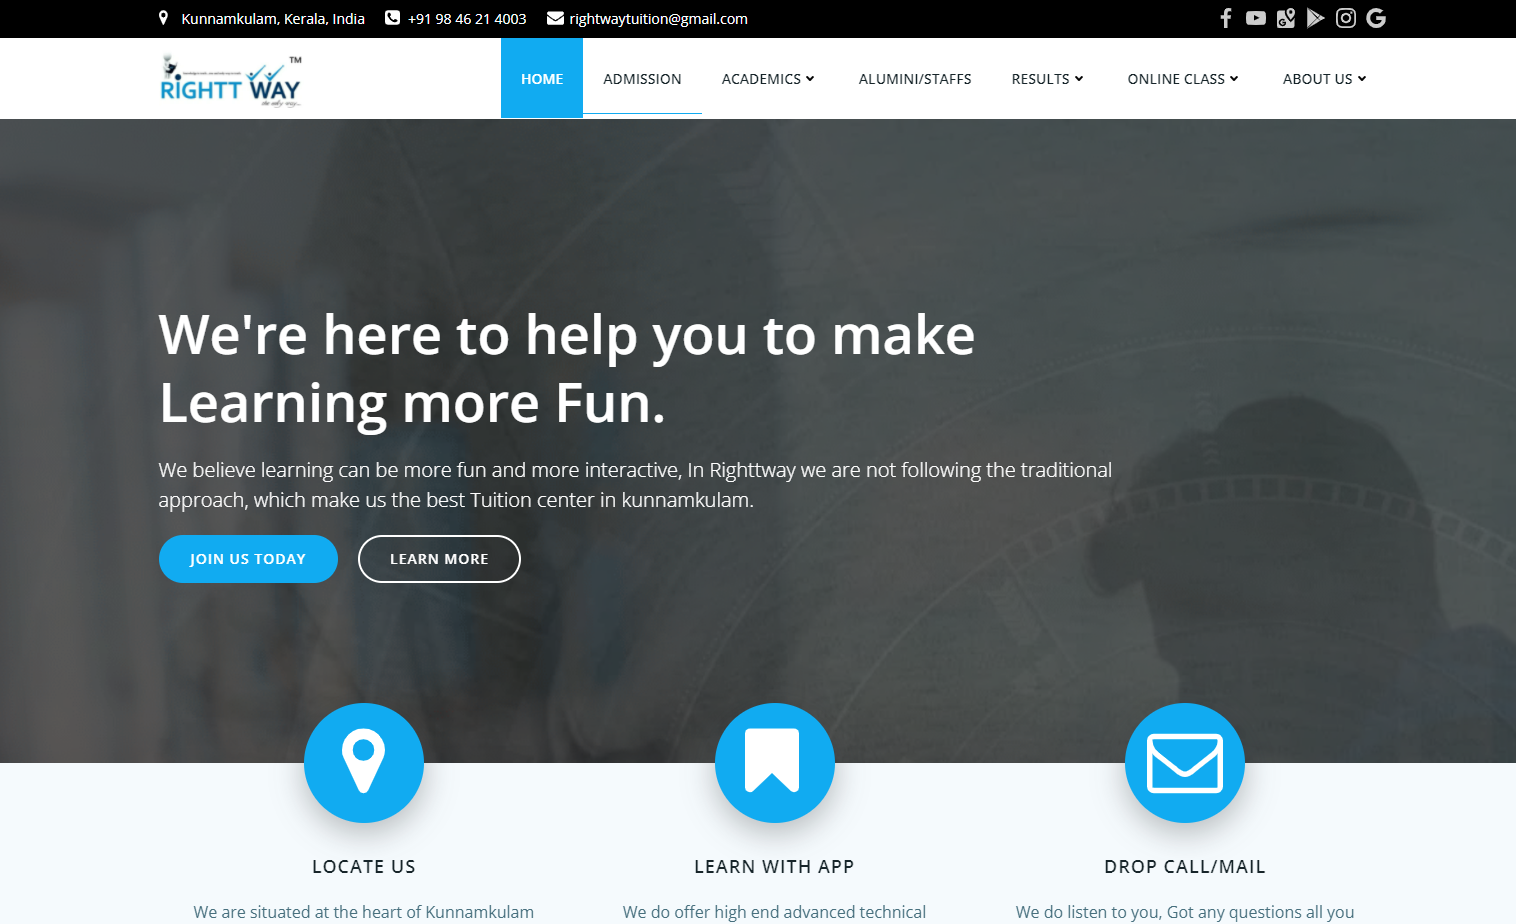 Kunnamkulam, Kerala, India +91 98 46 21 4003 rightwaytuition@gmail.com
TM
RIGHTT WAY
the only way...
HOME ADMISSION ACADEMICS ALUMINI/STAFFS RESULTS ONLINE CLASS ABOUT US
We're here to help you to make
Learning more Fun.
We believe learning can be more fun and more interactive, In Righttway we are not following the traditional
approach, which make us the best Tuition center in kunnamkulam.
JOIN US TODAY LEARN MORE
LOCATE US LEARN WITH APP DROP CALL/MAIL
We are situated at the heart of Kunnamkulam We do offer high end advanced technical We do listen to you, Got any questions all you